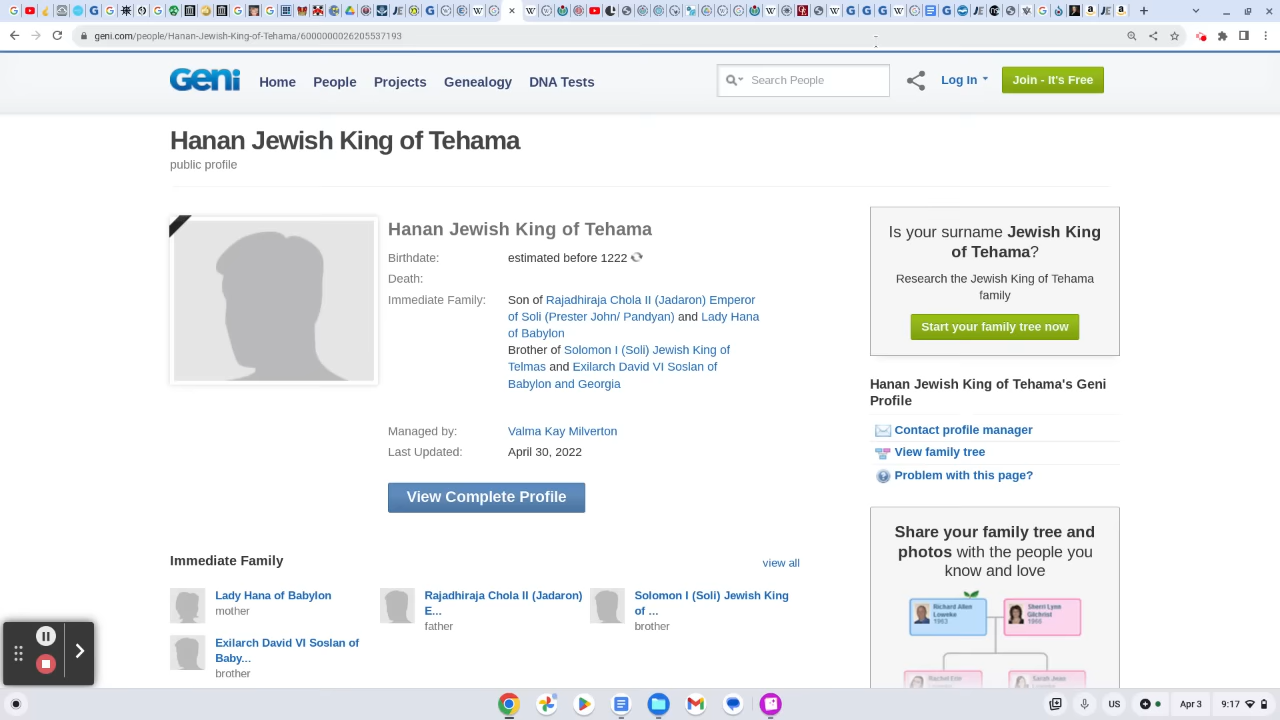 geni.com/people/Hanan-Jewish-King-of-Tehama/6000000026205537193
Geni
Home People Projects Genealogy DNA Tests
Search People
Log In
Join - It's Free
Hanan Jewish King of Tehama
public profile
Hanan Jewish King of Tehama
Birthdate: estimated before 1222
Death:
Immediate Family: Son of Rajadhiraja Chola II (Jadaron) Emperor
of Soli (Prester John/ Pandyan) and Lady Hana
of Babylon
Brother of Solomon I (Soli) Jewish King of
Telmas and Exilarch David VI Soslan of
Babylon and Georgia
Managed by: Valma Kay Milverton
Last Updated: April 30, 2022
View Complete Profile
Immediate Family
view all
Lady Hana of Babylon
mother
Rajadhiraja Chola II (Jadaron)
E...
father
Solomon I (Soli) Jewish King
of ...
brother
Exilarch David VI Soslan of
Baby...
brother
Is your surname Jewish King
of Tehama?
Research the Jewish King of Tehama
family
Start your family tree now
Hanan Jewish King of Tehama's Geni
Profile
Contact profile manager
View family tree
Problem with this page?
Share your family tree and
photos with the people you
know and love
Richard Allen
Loweke
1963
Sherri Lynn
Gilchrist
1968
US
Apr 3
9:17